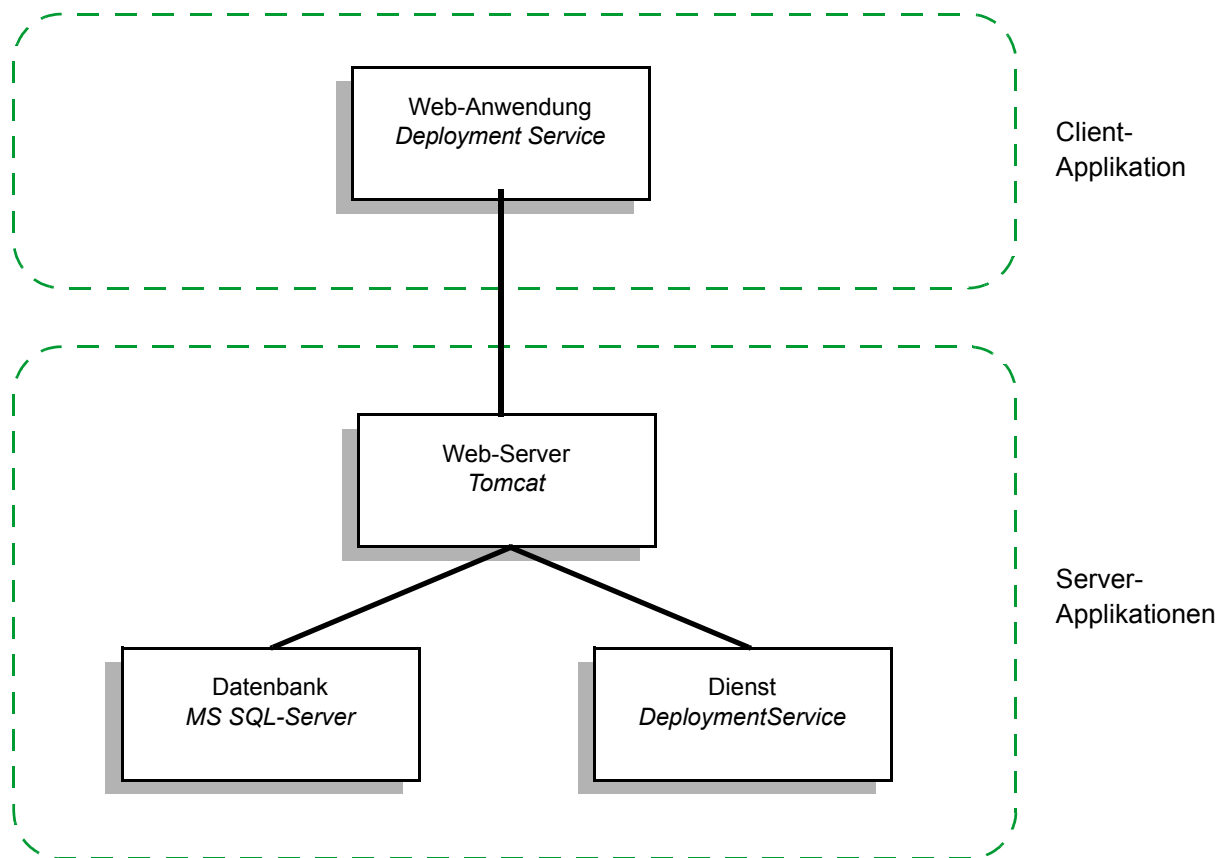 Web-Anwendung
Deployment Service
Client-
Applikation
Web-Server
Tomcat
Server-
Applikationen
Datenbank
MS SQL-Server
Dienst
DeploymentService